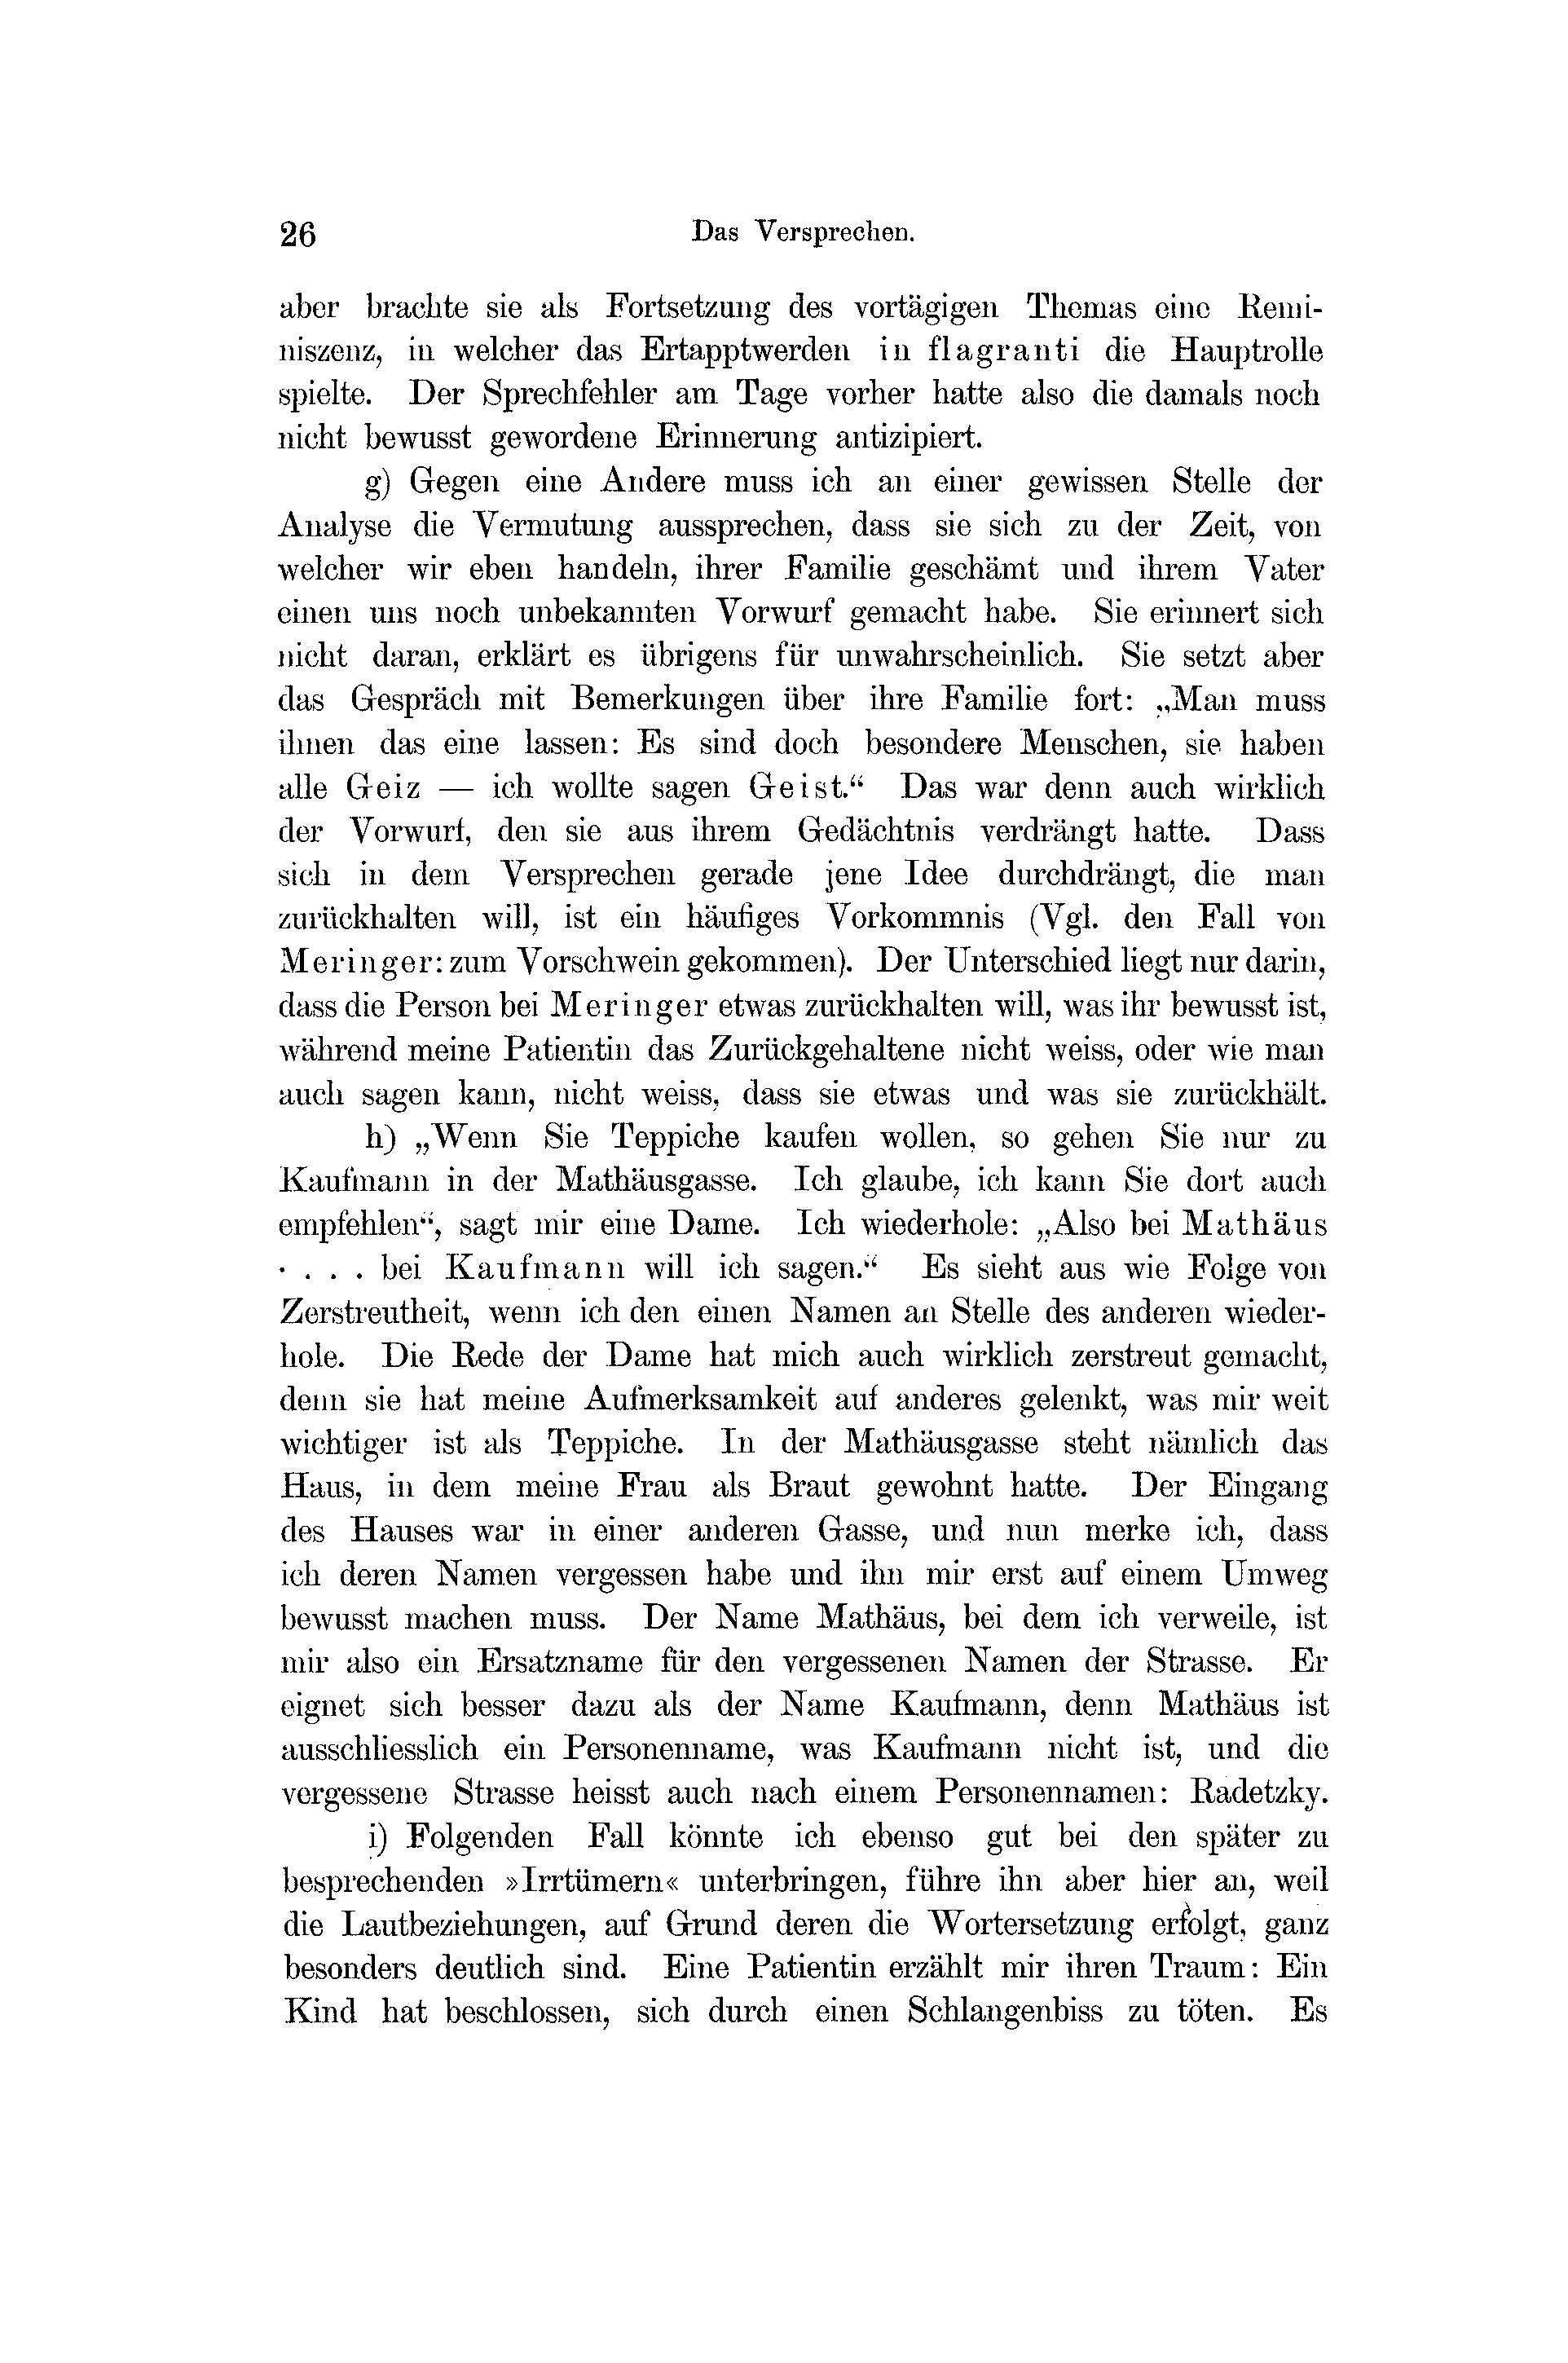 26 Das Versprechen.
aber brachte sie als Fortsetzung des vortägigen Themas eine Remi-
niszenz, in welcher das Ertapptwerden in flagranti die Hauptrolle
spielte. Der Sprechfehler am Tage vorher hatte also die damals noch
nicht bewusst gewordene Erinnerung antizipiert.
g) Gegen eine Andere muss ich an einer gewissen Stelle der
Analyse die Vermutung aussprechen, dass sie sich zu der Zeit, von
welcher wir eben handeln, ihrer Familie geschämt und ihrem Vater
einen uns noch unbekannten Vorwurf gemacht habe. Sie erinnert sich
nicht daran, erklärt es übrigens für unwahrscheinlich. Sie setzt aber
das Gespräch mit Bemerkungen über ihre Familie fort: „Man muss
ihnen das eine lassen: Es sind doch besondere Menschen, sie haben
alle Geiz — ich wollte sagen Geist.“ Das war denn auch wirklich
der Vorwurf, den sie aus ihrem Gedächtnis verdrängt hatte. Dass
sich in dem Versprechen gerade jene Idee durchdrängt, die man
zurückhalten will, ist ein häufiges Vorkommnis (Vgl. den Fall von
Meringer: zum Vorschwein gekommen). Der Unterschied liegt nur darin,
dass die Person bei Meringer etwas zurückhalten will, was ihr bewusst ist,
während meine Patientin das Zurückgehaltene nicht weiss, oder wie man
auch sagen kann, nicht weiss, dass sie etwas und was sie zurückhält.
h) „Wenn Sie Teppiche kaufen wollen, so gehen Sie nur zu
Kaufmann in der Mathäusgasse. Ich glaube, ich kann Sie dort auch
empfehlen“, sagt mir eine Dame. Ich wiederhole: „Also bei Mathäus
. . . . bei Kaufmann will ich sagen.“ Es sieht aus wie Folge von
Zerstreutheit, wenn ich den einen Namen an Stelle des anderen wieder-
hole. Die Rede der Dame hat mich auch wirklich zerstreut gemacht,
denn sie hat meine Aufmerksamkeit auf anderes gelenkt, was mir weit
wichtiger ist als Teppiche. In der Mathäusgasse steht nämlich das
Haus, in dem meine Frau als Braut gewohnt hatte. Der Eingang
des Hauses war in einer anderen Gasse, und nun merke ich, dass
ich deren Namen vergessen habe und ihn mir erst auf einem Umweg
bewusst machen muss. Der Name Mathäus, bei dem ich verweile, ist
mir also ein Ersatzname für den vergessenen Namen der Strasse. Er
eignet sich besser dazu als der Name Kaufmann, denn Mathäus ist
ausschliesslich ein Personenname, was Kaufmann nicht ist, und die
vergessene Strasse heisst auch nach einem Personennamen: Radetzky.
i) Folgenden Fall könnte ich ebenso gut bei den später zu
besprechenden »Irrtümern« unterbringen, führe ihn aber hier an, weil
die Lautbeziehungen, auf Grund deren die Wortersetzung erfolgt, ganz
besonders deutlich sind. Eine Patientin erzählt mir ihren Traum: Ein
Kind hat beschlossen, sich durch einen Schlangenbiss zu töten. Es